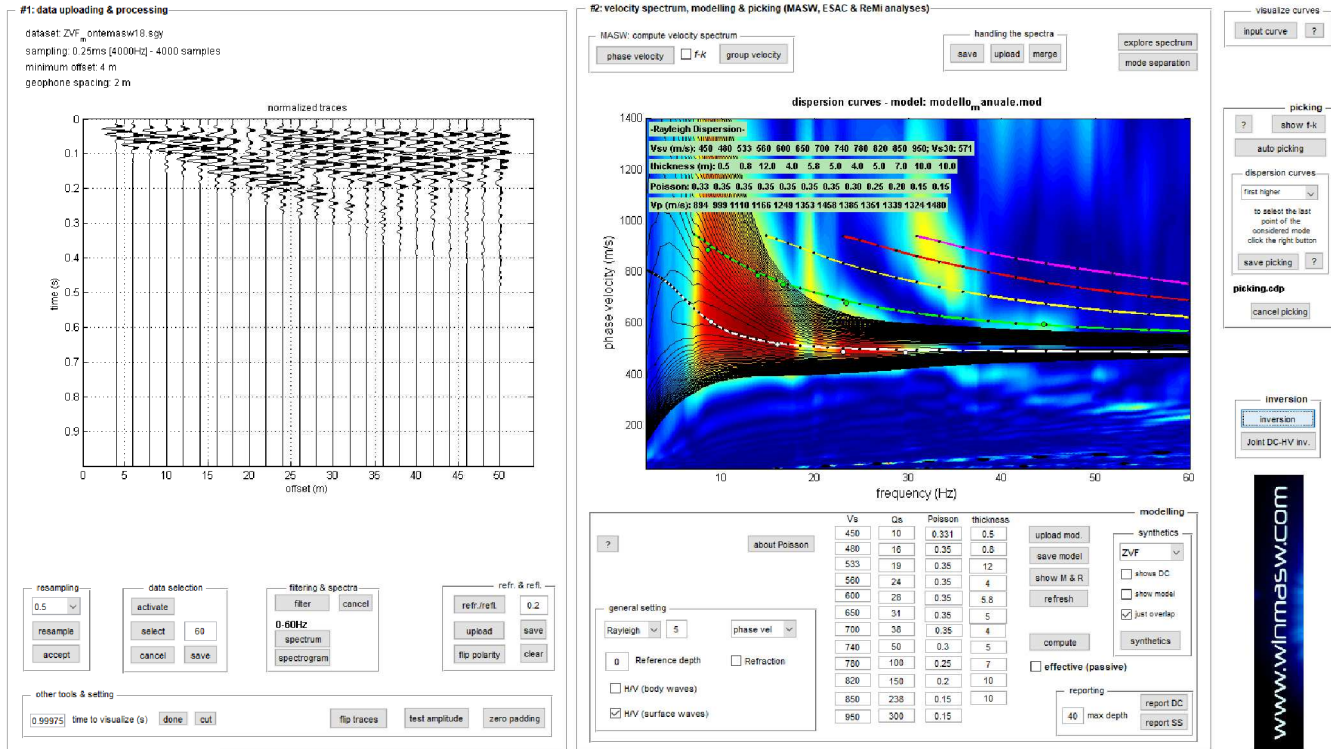 #1: data uploading & processing
dataset: ZVF_montemasw18.sgy
sampling: 0.25ms [4000Hz] - 4000 samples
minimum offset: 4 m
geophone spacing: 2 m
normalized traces
0
0.1
0.2
0.3
0.4
0.5
0.6
0.7
0.8
0.9
time (s)
0 5 10 15 20 25 30 35 40 45 50
offset (m)
resampling
0.5
resample
accept
data selection
activate
select 60
cancel save
filtering & spectra
filter cancel
0-60Hz
spectrum
spectrogram
refr. & refl.
refr./refl. 0.2
upload save
flip polarity clear
other tools & setting
0.99975 time to visualize (s) done cut flip traces test amplitude zero padding
#2: velocity spectrum, modelling & picking (MASW, ESAC & ReMi analyses)
MASW: compute velocity spectrum
phase velocity f-k group velocity
handling the spectra
save upload merge
explore spectrum
mode separation
dispersion curves - model: modello_manuale.mod
-Rayleigh Dispersion-
Vsv (m/s): 450 480 533 560 600 650 700 740 780 820 850 950; Vs30: 571
thickness (m): 0.5 0.8 12.0 4.0 5.8 5.0 4.0 5.0 7.0 10.0 10.0
Poisson: 0.33 0.35 0.35 0.35 0.35 0.35 0.35 0.30 0.25 0.20 0.15 0.15
Vp (m/s): 894 999 1110 1166 1249 1353 1458 1385 1351 1339 1324 1480
1400
1200
1000
800
600
400
200
phase velocity (m/s)
10 20 30 40 50 60
frequency (Hz)
?
about Poisson
general setting
Rayleigh 5 phase vel
0 Reference depth Refraction
H/V (body waves)
H/V (surface waves)
Vs Qs Poisson thickness
450 10 0.331 0.5
480 16 0.35 0.8
533 19 0.35 12
560 24 0.35 4
600 28 0.35 5.8
650 31 0.35 5
700 38 0.35 4
740 50 0.3 5
780 100 0.25 7
820 150 0.2 10
850 238 0.15 10
950 300 0.15
modelling
upload mod.
save model
show M & R
refresh
compute
effective (passive)
synthetics
ZVF
shows DC
show model
just overlap
synthetics
reporting
40 max depth
report DC
report SS
visualize curves
input curve ?
picking
? show f-k
auto picking
dispersion curves
first higher
to select the last
point of the
considered mode
click the right button
save picking ?
picking.cdp
cancel picking
inversion
inversion
Joint DC-HV inv.
www.winmasw.com